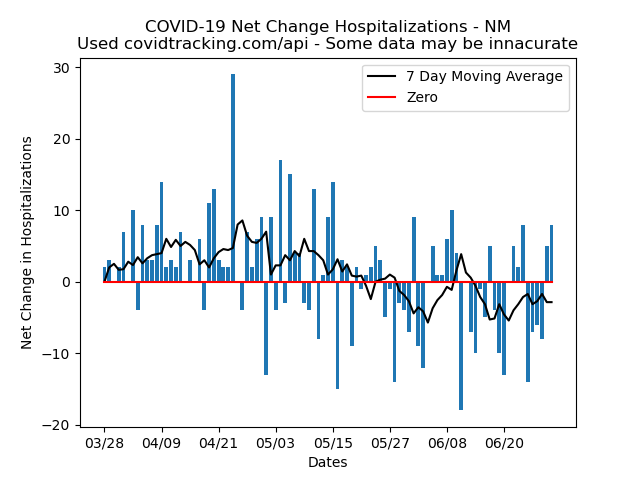 COVID-19 Net Change Hospitalizations - NM
Used covidtracking.com/api - Some data may be innacurate
7 Day Moving Average
Zero
Net Change in Hospitalizations
30
20
10
0
−10
−20
03/28 04/09 04/21 05/03 05/15 05/27 06/08 06/20
Dates